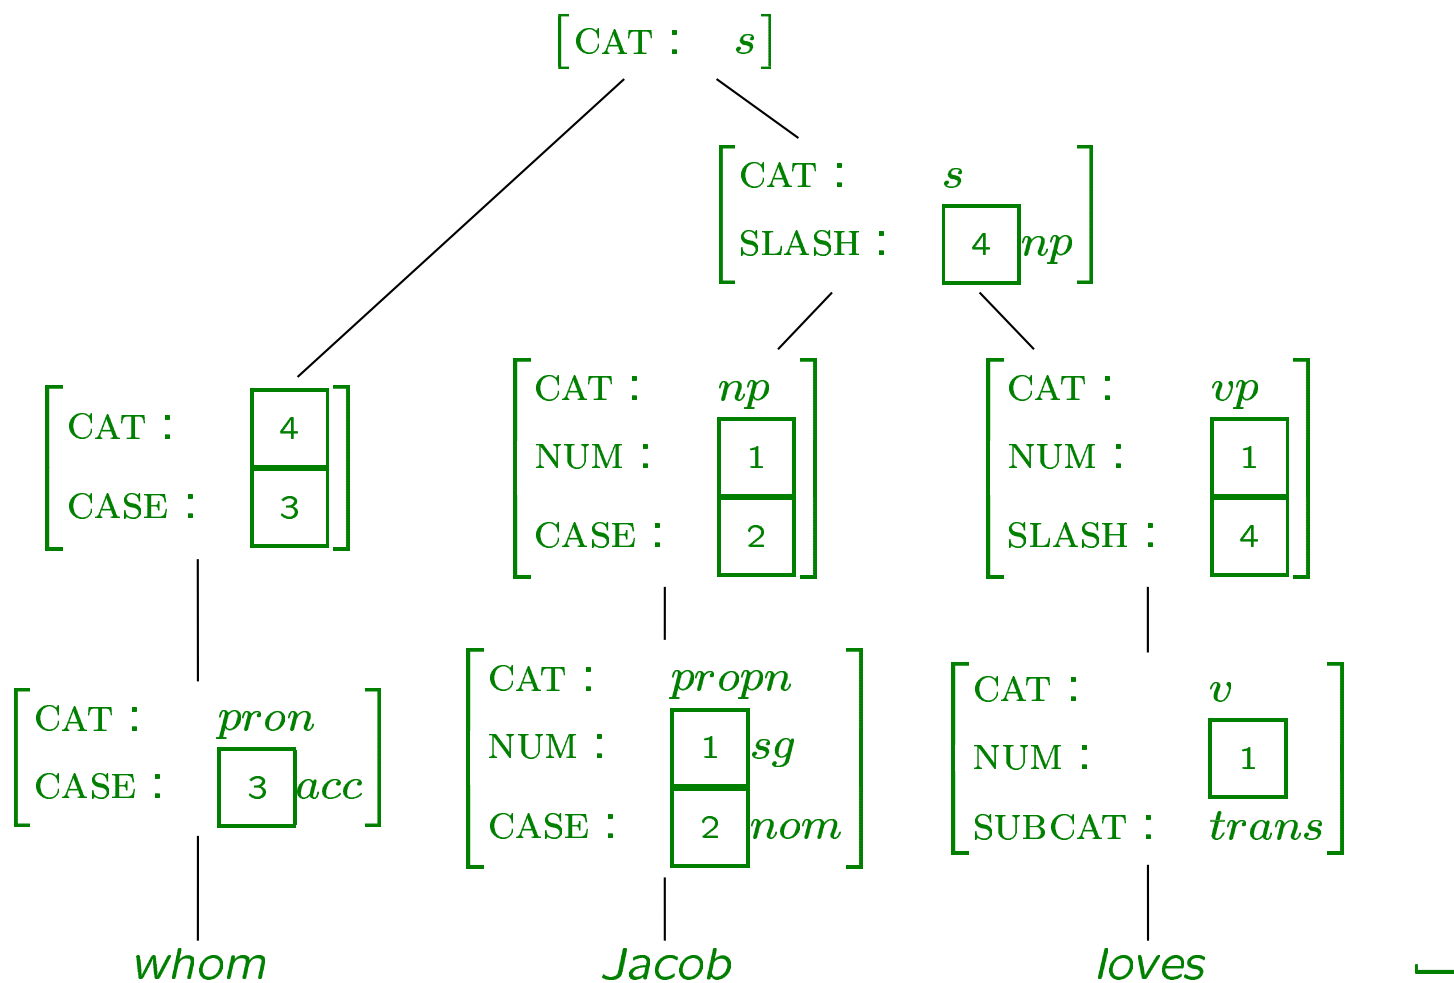 [CAT : s]
CAT : s
SLASH : 4 np
CAT : 4
CASE : 3
CAT : np
NUM : 1
CASE : 2
CAT : vp
NUM : 1
SLASH : 4
CAT : pron
CASE : 3 acc
CAT : propn
NUM : 1 sg
CASE : 2 nom
CAT : v
NUM : 1
SUBCAT : trans
whom Jacob loves ⎵